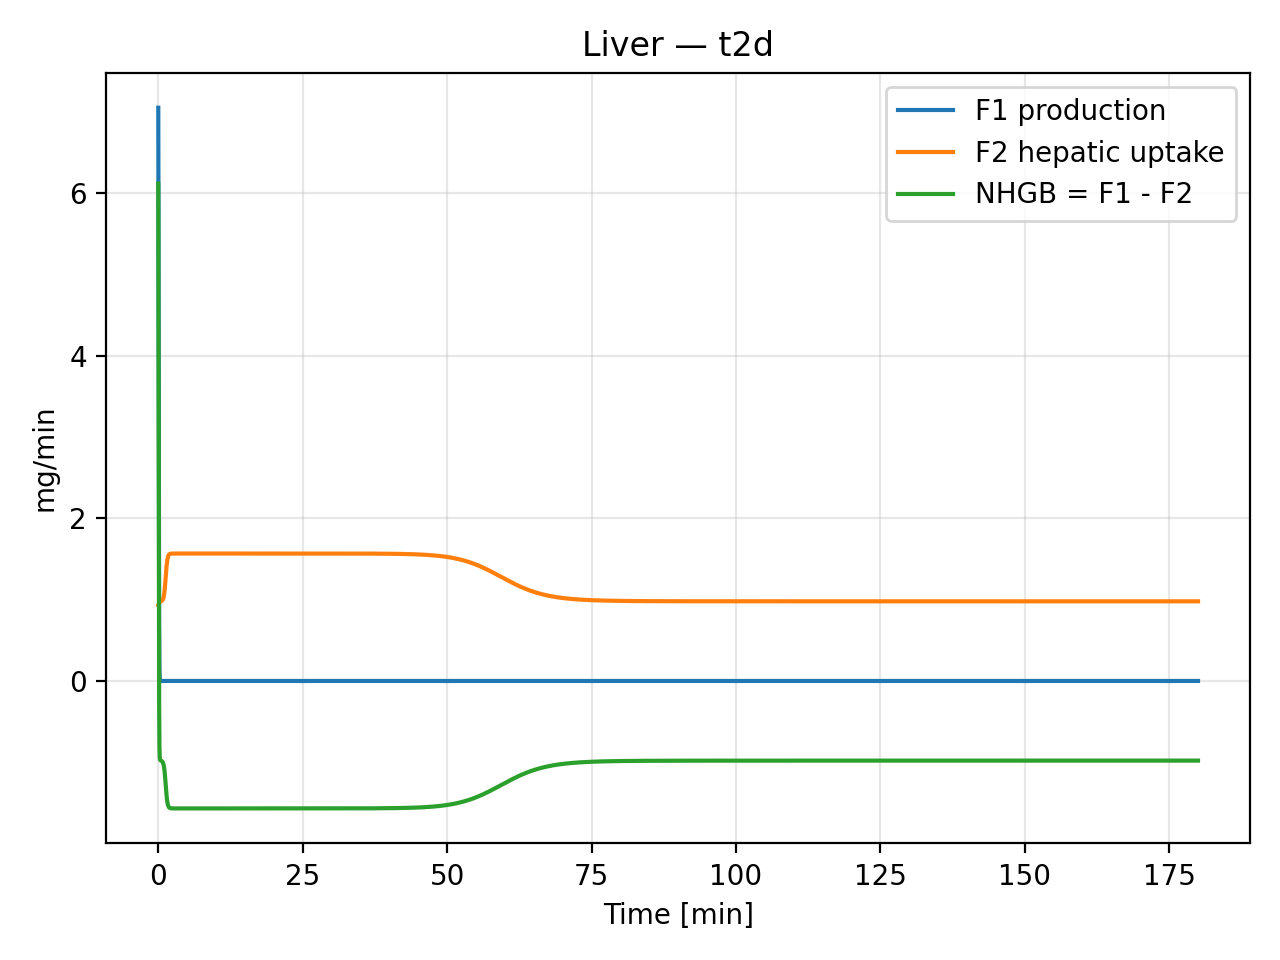 Liver — t2d
F1 production
F2 hepatic uptake
NHGB = F1 - F2
mg/min
6
4
2
0
0 25 50 75 100 125 150 175
Time [min]